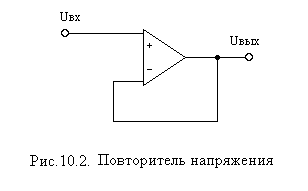 Uвх
Uвых
+
−
Рис.10.2. Повторитель напряжения